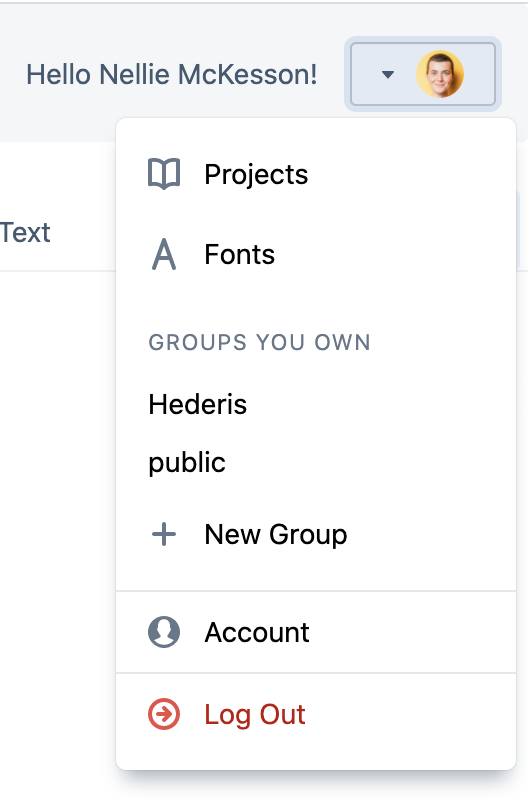 Hello Nellie McKesson!
Text
Projects
Fonts
GROUPS YOU OWN
Hederis
public
New Group
Account
Log Out